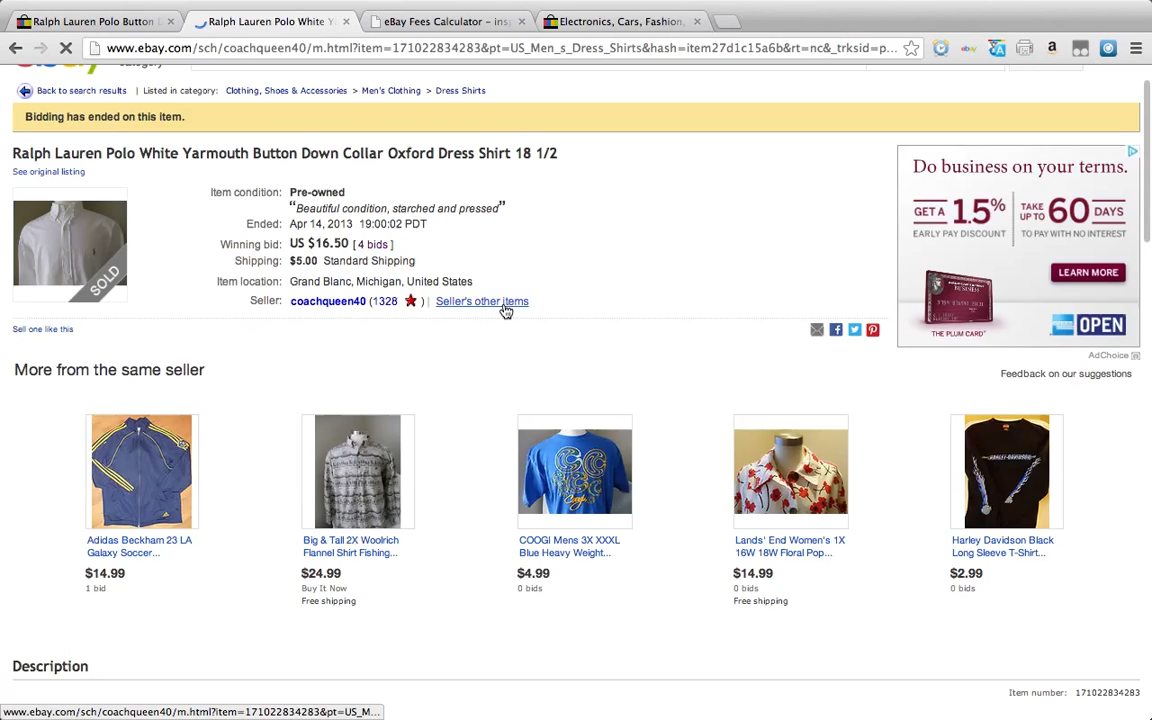 Ralph Lauren Polo Button
Ralph Lauren Polo White Y
eBay Fees Calculator – ins
Electronics, Cars, Fashion,
www.ebay.com/sch/coachqueen40/m.html?item=171022834283&pt=US_Men_s_Dress_Shirts&hash=item27d1c15a6b&rt=nc&_trksid=p...
category
Back to search results | Listed in category: Clothing, Shoes & Accessories > Men's Clothing > Dress Shirts
Bidding has ended on this item.
Ralph Lauren Polo White Yarmouth Button Down Collar Oxford Dress Shirt 18 1/2
See original listing
SOLD
Item condition: Pre-owned
"Beautiful condition, starched and pressed"
Ended: Apr 14, 2013 19:00:02 PDT
Winning bid: US $16.50 [ 4 bids ]
Shipping: $5.00 Standard Shipping
Item location: Grand Blanc, Michigan, United States
Seller: coachqueen40 (1328 ) | Seller's other items
Sell one like this
Do business on your terms.
GET A 1.5% EARLY PAY DISCOUNT
TAKE UP TO 60 DAYS TO PAY WITH NO INTEREST
LEARN MORE
THE PLUM CARD
OPEN
AdChoice
More from the same seller
Feedback on our suggestions
HARLEY-DAVIDSON
Adidas Beckham 23 LA
Galaxy Soccer...
$14.99
1 bid
Big & Tall 2X Woolrich
Flannel Shirt Fishing...
$24.99
Buy It Now
Free shipping
COOGI Mens 3X XXXL
Blue Heavy Weight...
$4.99
0 bids
Lands' End Women's 1X
16W 18W Floral Pop...
$14.99
0 bids
Free shipping
Harley Davidson Black
Long Sleeve T-Shirt...
$2.99
0 bids
Description
Item number: 171022834283
www.ebay.com/sch/coachqueen40/m.html?item=171022834283&pt=US_M...